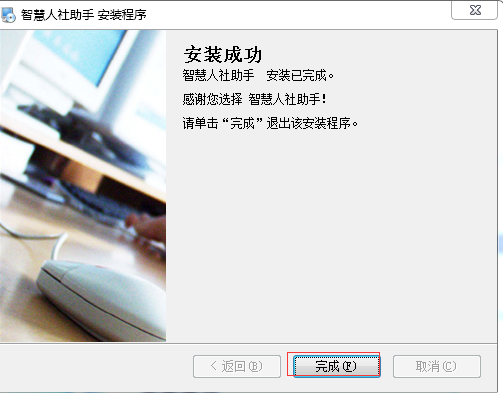 智慧人社助手 安装程序
安装成功
智慧人社助手 安装已完成。
感谢您选择 智慧人社助手!
请单击“完成”退出该安装程序。
< 返回(B)
完成(F)
取消(C)